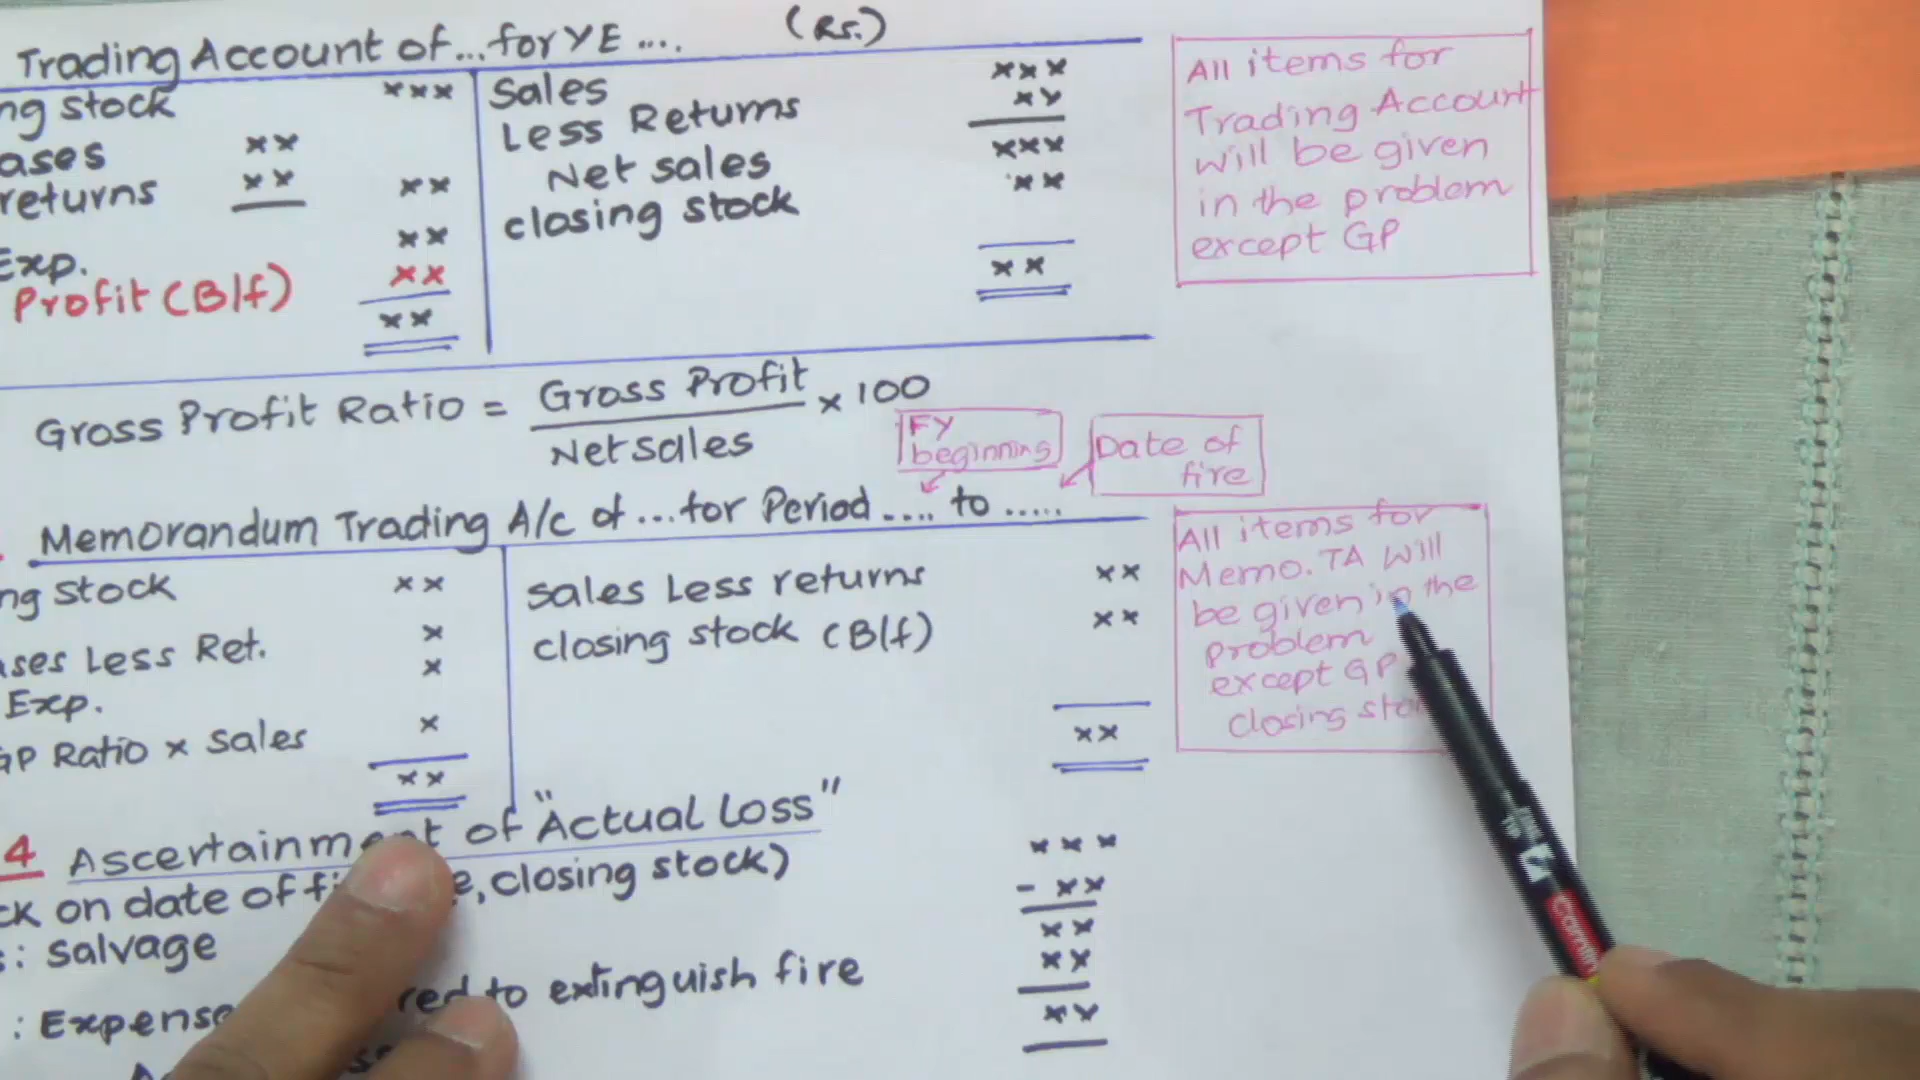 Trading Account of ... for YE .... (Rs.)
ng stock ××× Sales ×××
ases ×× Less Returns ××
returns ×× ×× Net sales ×××
closing stock ××
Exp. ××
Profit (B/f) ×× ××
××
All items for
Trading Account
will be given
in the problem
except GP
Gross Profit Ratio = Gross Profit × 100
Net sales
FY
beginning
Date of
fire
Memorandum Trading A/c of ... for Period .... to .....
ng stock ×× sales Less returns ××
ses Less Ret. × closing stock (B/f) ××
Exp. ×
GP Ratio × sales × ××
××
All items for
Memo. TA will
be given in the
problem
except GP
closing
4 Ascertainm t of "Actual Loss"
ck on date of fi e, closing stock) ×××
: Salvage - ××
××
: Expense red to extinguish fire ××
××